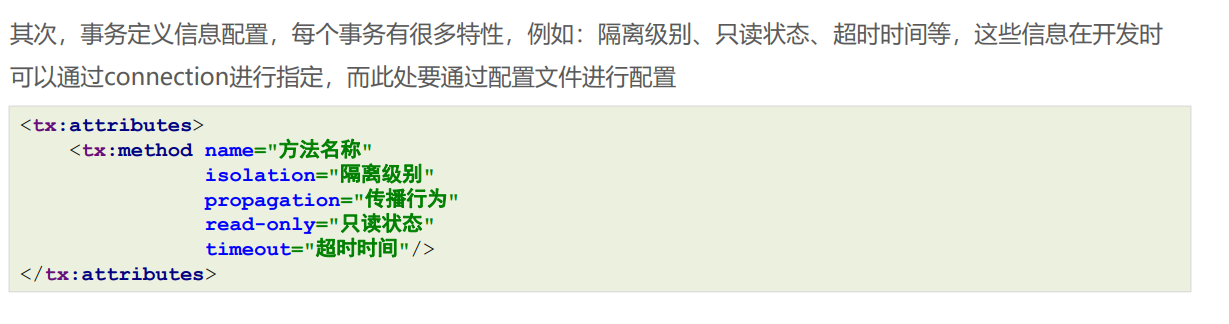 其次，事务定义信息配置，每个事务有很多特性，例如：隔离级别、只读状态、超时时间等，这些信息在开发时
可以通过connection进行指定，而此处要通过配置文件进行配置
<tx:attributes>
    <tx:method name="方法名称"
               isolation="隔离级别"
               propagation="传播行为"
               read-only="只读状态"
               timeout="超时时间"/>
</tx:attributes>